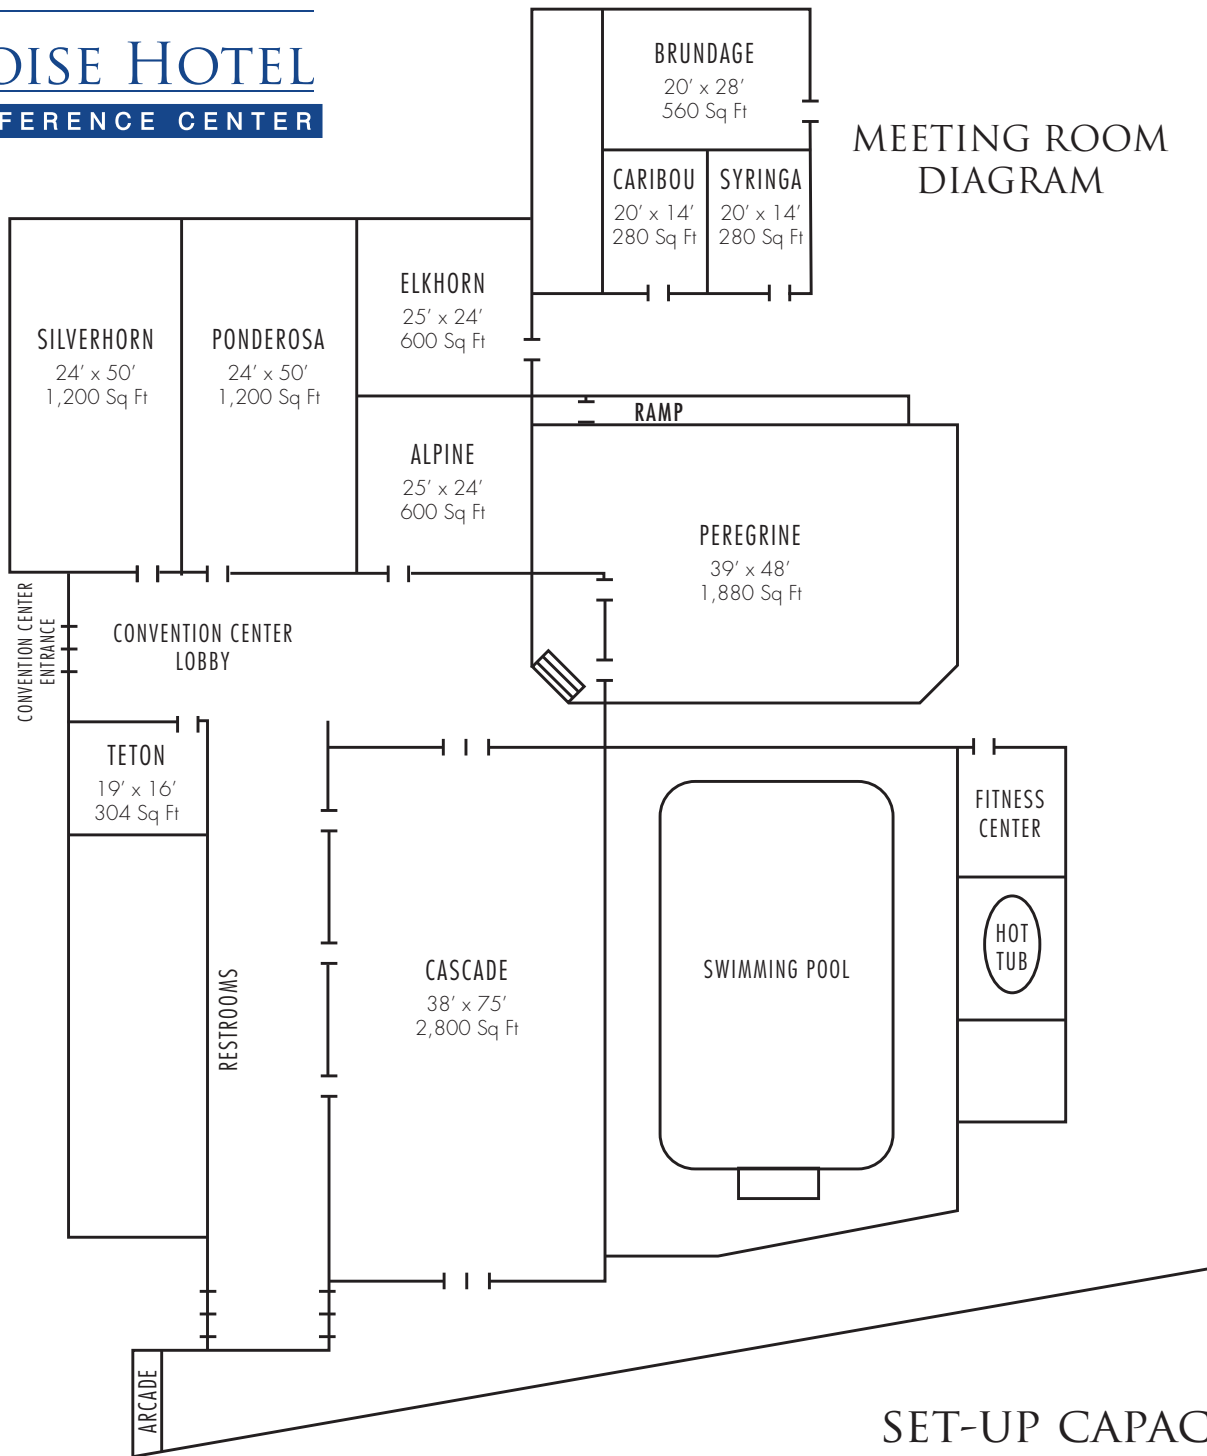 OISE HOTEL
FERENCE CENTER
MEETING ROOM
DIAGRAM
BRUNDAGE
20' x 28'
560 Sq Ft
CARIBOU
20' x 14'
280 Sq Ft
SYRINGA
20' x 14'
280 Sq Ft
SILVERHORN
24' x 50'
1,200 Sq Ft
PONDEROSA
24' x 50'
1,200 Sq Ft
ELKHORN
25' x 24'
600 Sq Ft
RAMP
ALPINE
25' x 24'
600 Sq Ft
PEREGRINE
39' x 48'
1,880 Sq Ft
CONVENTION CENTER
ENTRANCE
CONVENTION CENTER
LOBBY
TETON
19' x 16'
304 Sq Ft
RESTROOMS
CASCADE
38' x 75'
2,800 Sq Ft
SWIMMING POOL
FITNESS
CENTER
HOT
TUB
ARCADE
SET-UP CAPAC